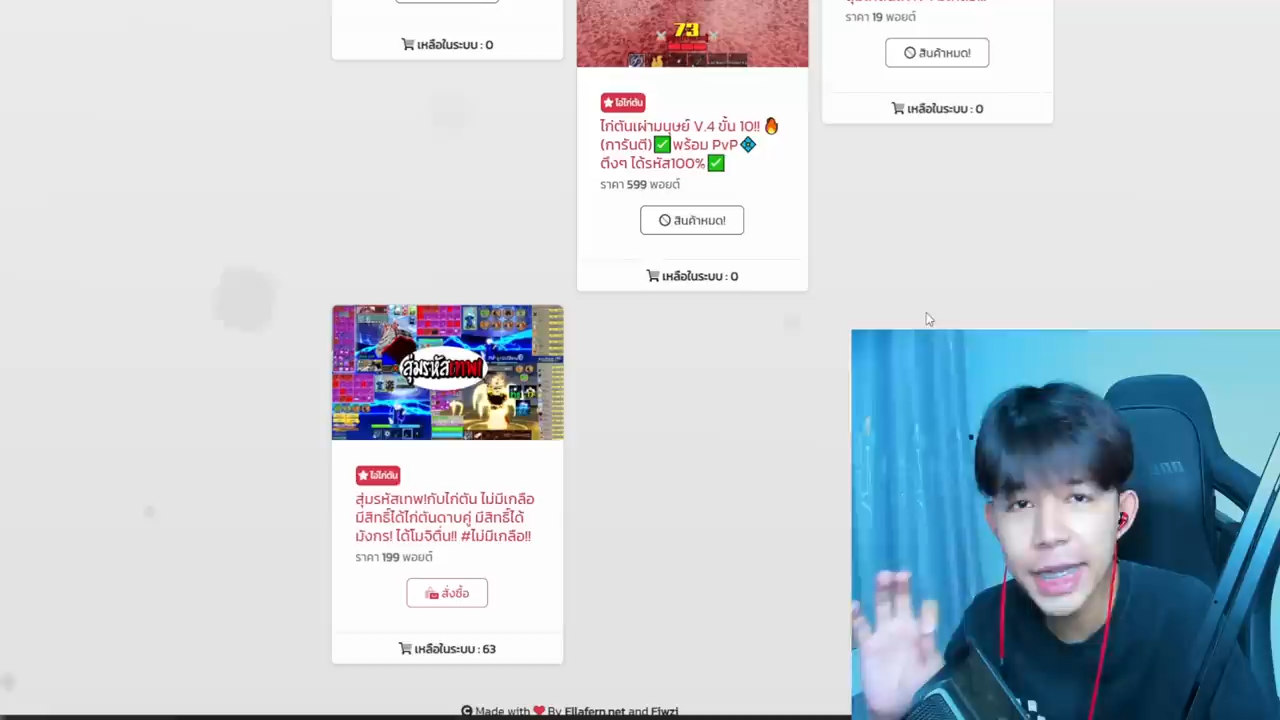 เหลือในระบบ : 0
73
ไอ้ไก่ตัน
ไก่ตันเผ่ามนุษย์ V.4 ขั้น 10!! 🔥
(การันตี)✅ พร้อม PvP💠
ตึงๆ ได้รหัส100%✅
ราคา 599 พอยต์
สินค้าหมด!
เหลือในระบบ : 0
ราคา 19 พอยต์
สินค้าหมด!
เหลือในระบบ : 0
สุ่มรหัสเทพ!
ไอ้ไก่ตัน
สุ่มรหัสเทพ!กับไก่ตัน ไม่มีเกลือ
มีสิทธิ์ได้ไก่ตันดาบคู่ มีสิทธิ์ได้
มังกร! ได้โมจิตื่น!! #ไม่มีเกลือ!!
ราคา 199 พอยต์
สั่งซื้อ
เหลือในระบบ : 63
Made with ❤ By Ellafern.net and Fiwzi